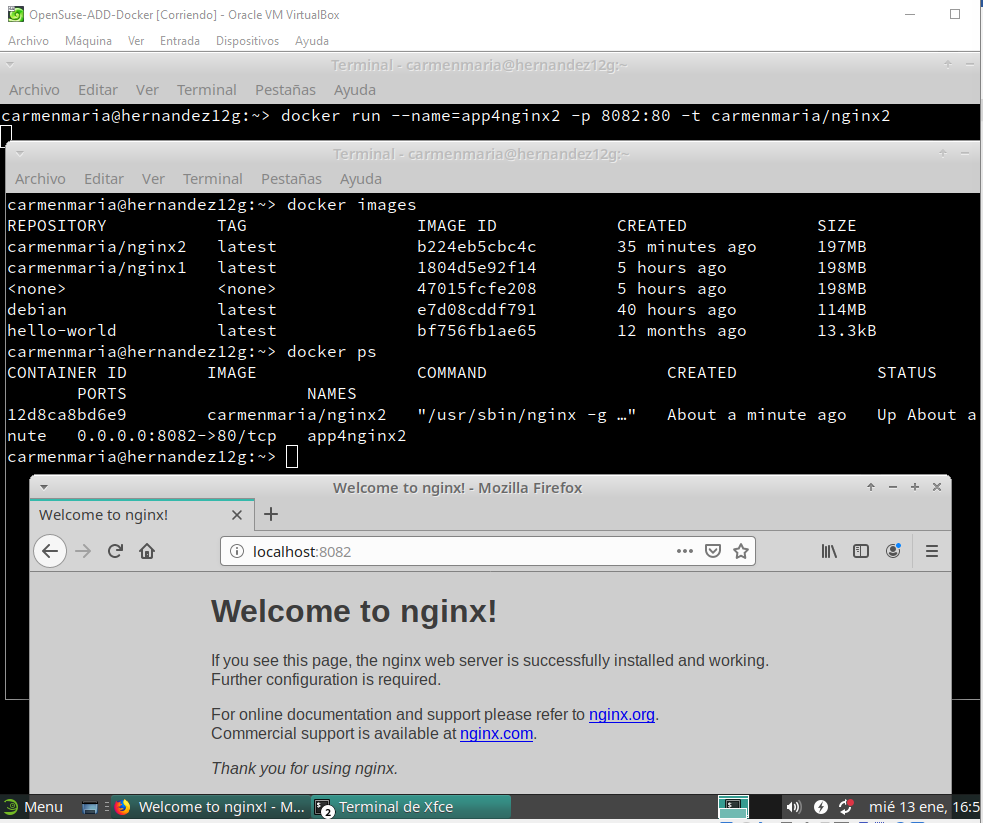 OpenSuse-ADD-Docker [Corriendo] - Oracle VM VirtualBox
Archivo Máquina Ver Entrada Dispositivos Ayuda
Terminal - carmenmaria@hernandez12g:~
Archivo Editar Ver Terminal Pestañas Ayuda
carmenmaria@hernandez12g:~> docker run --name=app4nginx2 -p 8082:80 -t carmenmaria/nginx2
Terminal - carmenmaria@hernandez12g:~
Archivo Editar Ver Terminal Pestañas Ayuda
carmenmaria@hernandez12g:~> docker images
REPOSITORY TAG IMAGE ID CREATED SIZE
carmenmaria/nginx2 latest b224eb5cbc4c 35 minutes ago 197MB
carmenmaria/nginx1 latest 1804d5e92f14 5 hours ago 198MB
<none> <none> 47015fcfe208 5 hours ago 198MB
debian latest e7d08cddf791 40 hours ago 114MB
hello-world latest bf756fb1ae65 12 months ago 13.3kB
carmenmaria@hernandez12g:~> docker ps
CONTAINER ID IMAGE COMMAND CREATED STATUS
PORTS NAMES
12d8ca8bd6e9 carmenmaria/nginx2 "/usr/sbin/nginx -g …" About a minute ago Up About a
nute 0.0.0.0:8082->80/tcp app4nginx2
carmenmaria@hernandez12g:~>
Welcome to nginx! - Mozilla Firefox
Welcome to nginx!
localhost:8082
Welcome to nginx!
If you see this page, the nginx web server is successfully installed and working.
Further configuration is required.
For online documentation and support please refer to nginx.org.
Commercial support is available at nginx.com.
Thank you for using nginx.
Menu Welcome to nginx! - M... 2 Terminal de Xfce mié 13 ene, 16:5